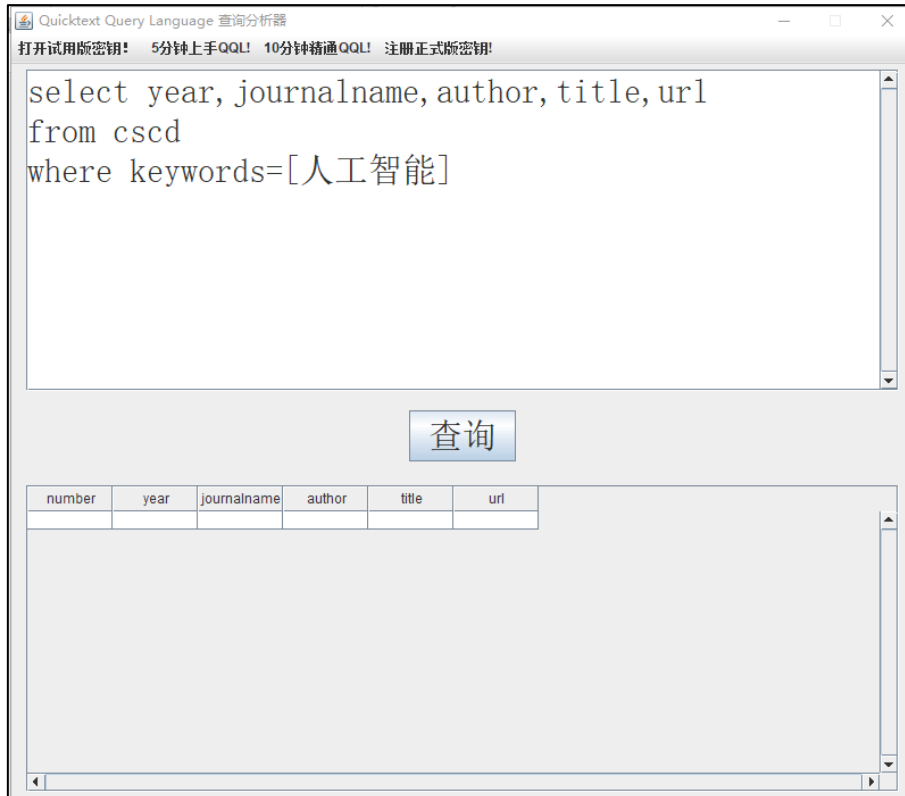 Quicktext Query Language 查询分析器
打开试用版密钥! 5分钟上手QQL! 10分钟精通QQL! 注册正式版密钥!
select year,journalname,author,title,url
from cscd
where keywords=[人工智能]
查询
number year journalname author title url